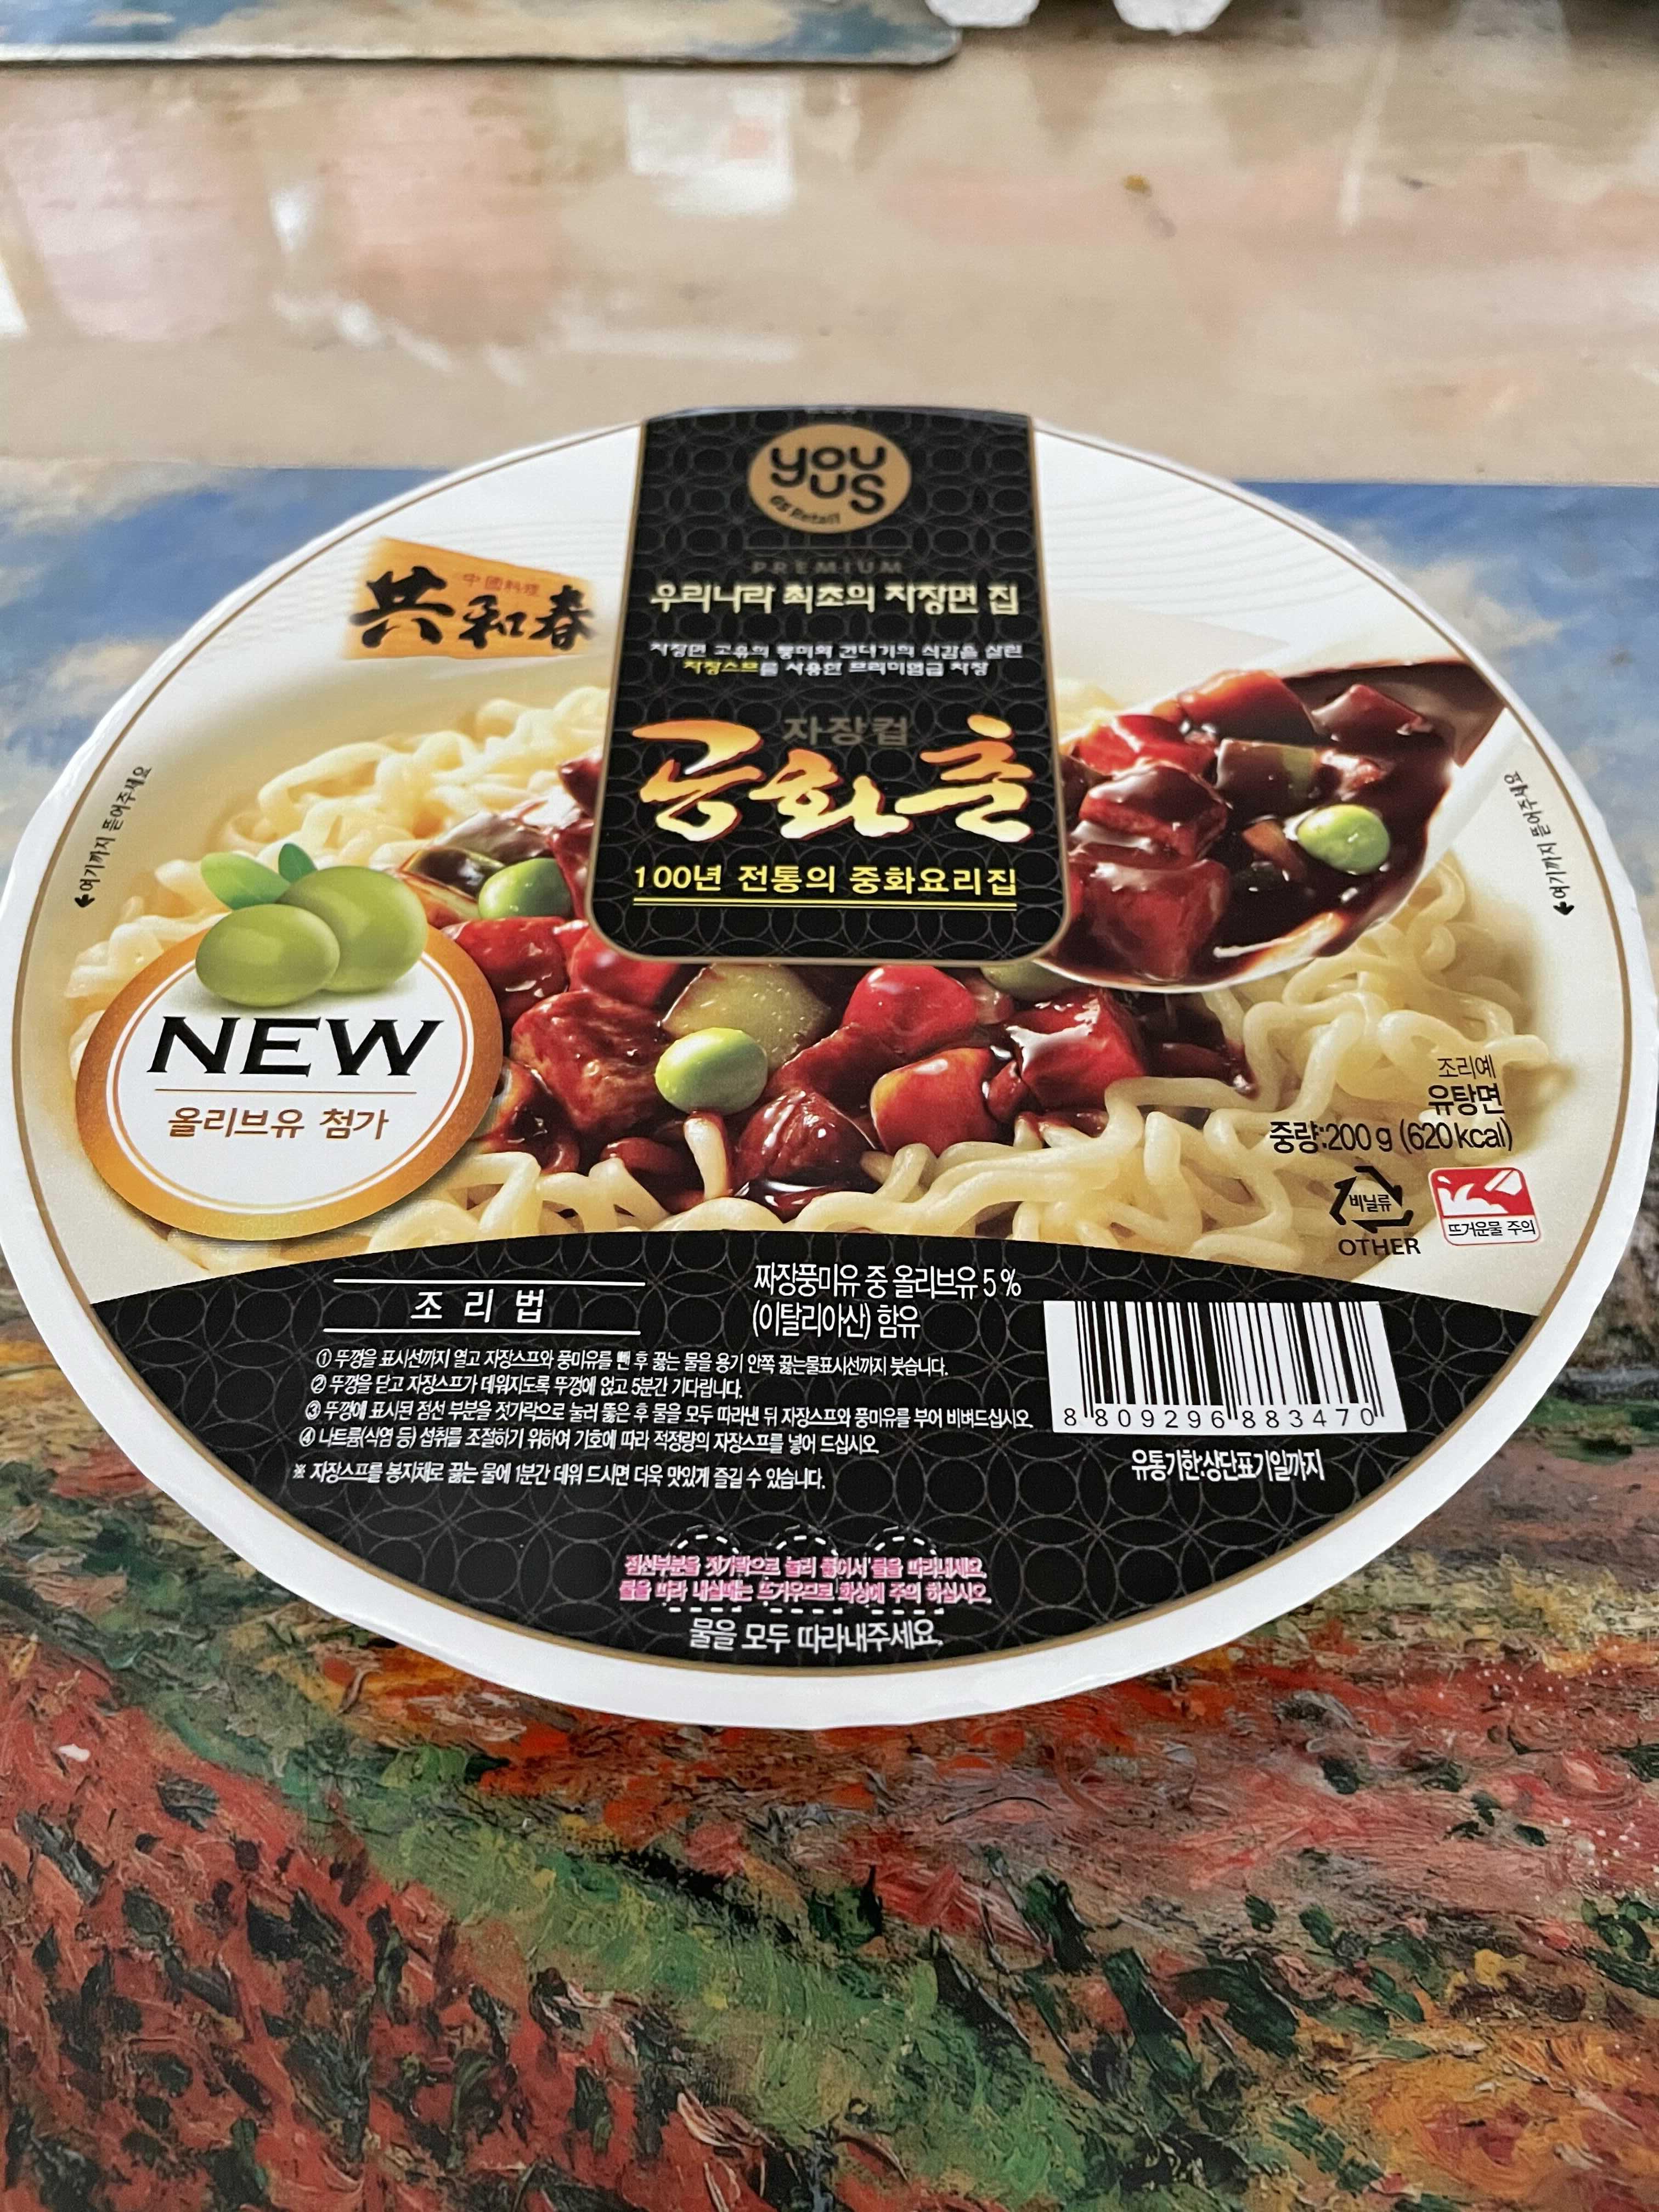 you
us
GS Retail
PREMIUM
우리나라 최초의 자장면 집
자장면 고유의 풍미와 건더기의 식감을 살린
자장스프를 사용한 프리미엄급 자장
中國料理
共和春
자장컵
공화춘
100년 전통의 중화요리집
여기까지 뜯어주세요
여기까지 뜯어주세요
NEW
올리브유 첨가
조리예
유탕면
중량:200 g (620 kcal)
비닐류
OTHER
뜨거운물 주의
조 리 법
짜장풍미유 중 올리브유 5 %
(이탈리아산) 함유
① 뚜껑을 표시선까지 열고 자장스프와 풍미유를 뺀 후 끓는 물을 용기 안쪽 끓는물표시선까지 붓습니다.
② 뚜껑을 닫고 자장스프가 데워지도록 뚜껑에 얹고 5분간 기다립니다.
③ 뚜껑에 표시된 점선 부분을 젓가락으로 눌러 뚫은 후 물을 모두 따라낸 뒤 자장스프와 풍미유를 부어 비벼드십시오.
④ 나트륨(식염 등) 섭취를 조절하기 위하여 기호에 따라 적정량의 자장스프를 넣어 드십시오.
※ 자장스프를 봉지채로 끓는 물에 1분간 데워 드시면 더욱 맛있게 즐길 수 있습니다.
8 809296 883470
유통기한:상단표기일까지
점선부분을 젓가락으로 눌러 뚫어서 물을 따라내세요.
물을 따라 내실때는 뜨거우므로 화상에 주의 하십시오.
물을 모두 따라내주세요.